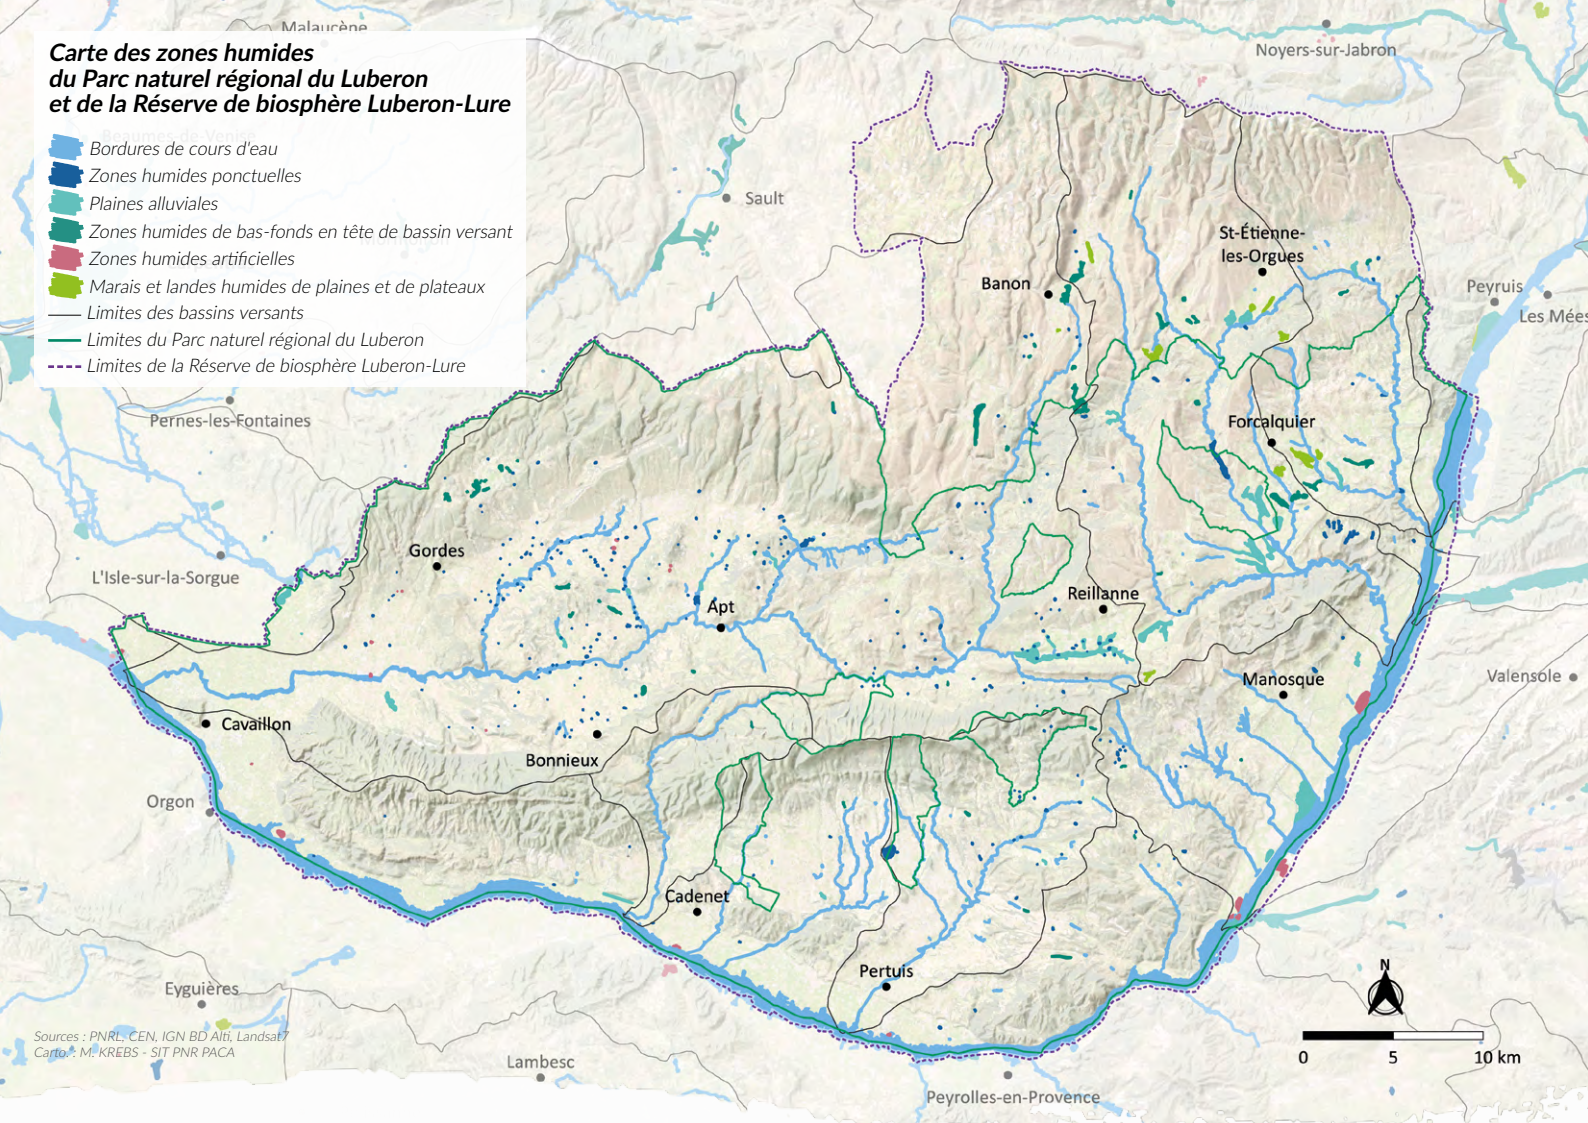 Malaucène
Noyers-sur-Jabron
Carte des zones humides
du Parc naturel régional du Luberon
et de la Réserve de biosphère Luberon-Lure
Beaumes-de-Venise
Bordures de cours d'eau
Zones humides ponctuelles
Plaines alluviales
Zones humides de bas-fonds en tête de bassin versant
Zones humides artificielles
Marais et landes humides de plaines et de plateaux
Limites des bassins versants
Limites du Parc naturel régional du Luberon
Limites de la Réserve de biosphère Luberon-Lure
Sault
St-Étienne-
les-Orgues
Banon
Peyruis
Les Mées
Pernes-les-Fontaines
Forcalquier
Gordes
L'Isle-sur-la-Sorgue
Apt
Reillanne
Valensole
Manosque
Cavaillon
Bonnieux
Orgon
Cadenet
Pertuis
N
Eyguières
Sources : PNRL, CEN, IGN BD Alti, Landsat7
Carto. : M. KREBS - SIT PNR PACA
0 5 10 km
Lambesc
Peyrolles-en-Provence